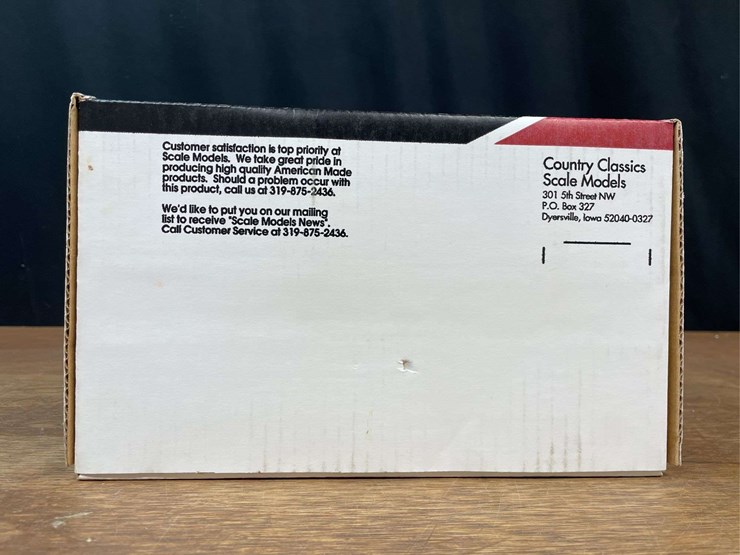 Customer satisfaction is top priority at
Scale Models. We take great pride in
producing high quality American Made
products. Should a problem occur with
this product, call us at 319-875-2436.
We'd like to put you on our mailing
list to receive "Scale Models News".
Call Customer Service at 319-875-2436.
Country Classics
Scale Models
301 5th Street NW
P.O. Box 327
Dyersville, Iowa 52040-0327